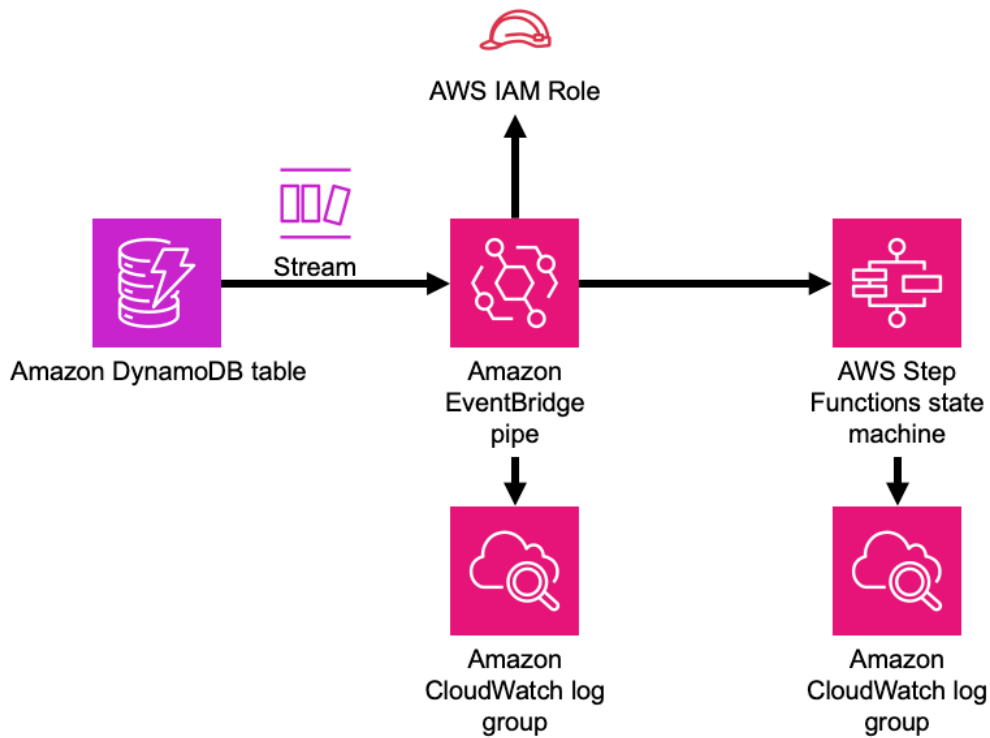 AWS IAM Role
Stream
Amazon DynamoDB table
Amazon
EventBridge
pipe
AWS Step
Functions state
machine
Amazon
CloudWatch log
group
Amazon
CloudWatch log
group